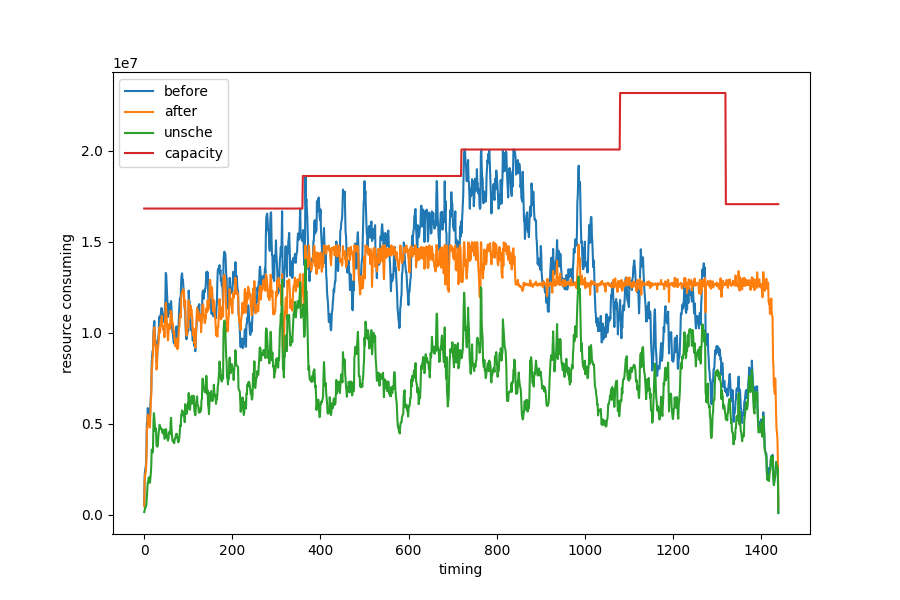 1e7
before
after
unsche
capacity
2.0
1.5
1.0
0.5
0.0
resource consuming
0 200 400 600 800 1000 1200 1400
timing